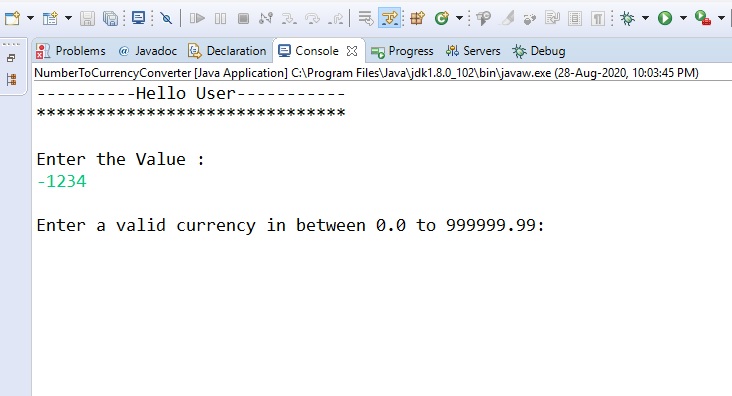 Problems @ Javadoc Declaration Console Progress Servers Debug
NumberToCurrencyConverter [Java Application] C:\Program Files\Java\jdk1.8.0_102\bin\javaw.exe (28-Aug-2020, 10:03:45 PM)
----------Hello User-----------
*******************************
Enter the Value :
-1234
Enter a valid currency in between 0.0 to 999999.99: